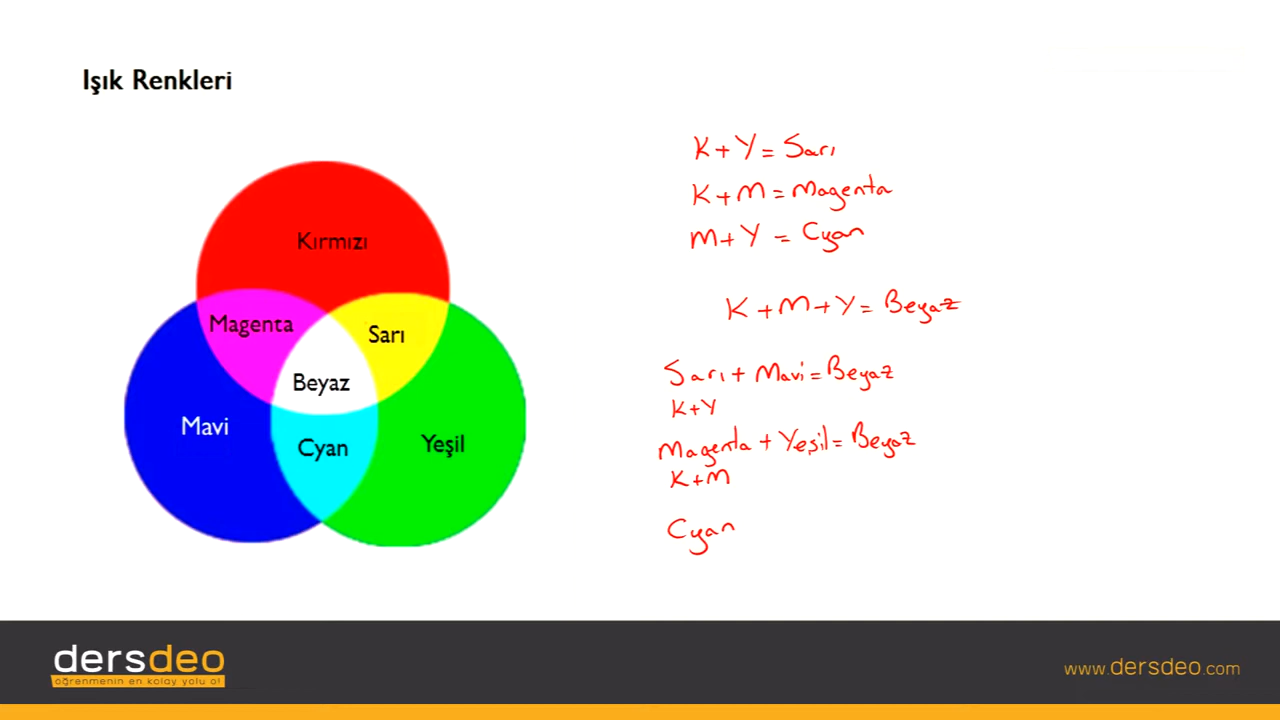 Işık Renkleri
Kırmızı
Magenta
Sarı
Beyaz
Mavi
Cyan
Yeşil
K+Y = Sarı
K+M = Magenta
M+Y = Cyan
K+M+Y = Beyaz
Sarı + Mavi = Beyaz
K+Y
Magenta + Yeşil = Beyaz
K+M
Cyan
dersdeo
öğrenmenin en kolay yolu o!
www.dersdeo.com